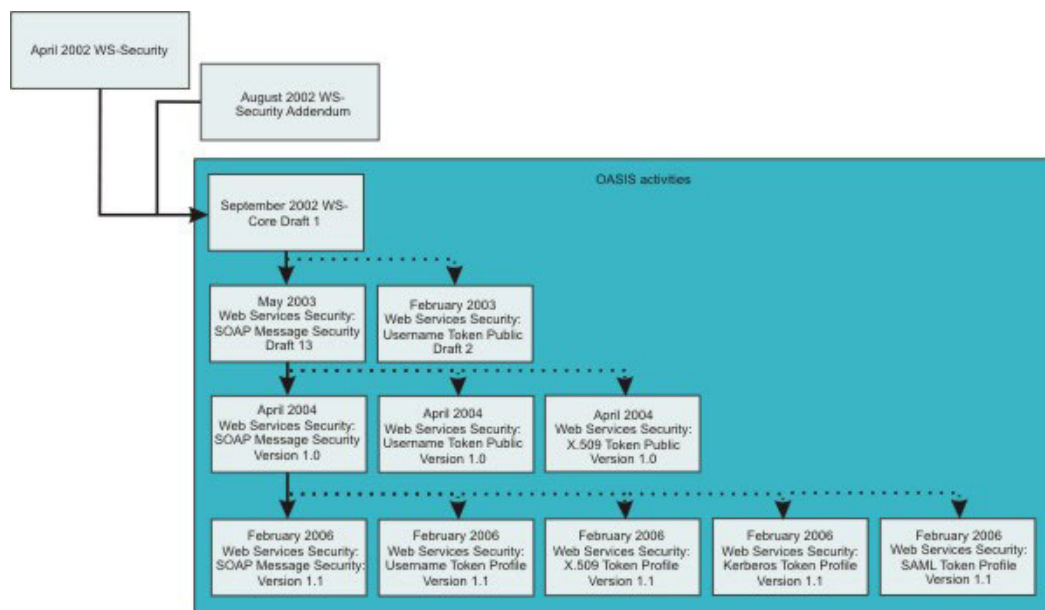 April 2002 WS-Security
August 2002 WS-
Security Addendum
OASIS activities
September 2002 WS-
Core Draft 1
May 2003
Web Services Security:
SOAP Message Security
Draft 13
February 2003
Web Services Security:
Username Token Public
Draft 2
April 2004
Web Services Security:
SOAP Message Security
Version 1.0
April 2004
Web Services Security:
Username Token Public
Version 1.0
April 2004
Web Services Security:
X.509 Token Public
Version 1.0
February 2006
Web Services Security:
SOAP Message Security:
Version 1.1
February 2006
Web Services Security:
Username Token Profile
Version 1.1
February 2006
Web Services Security:
X.509 Token Profile
Version 1.1
February 2006
Web Services Security:
Kerberos Token Profile
Version 1.1
February 2006
Web Services Security:
SAML Token Profile
Version 1.1